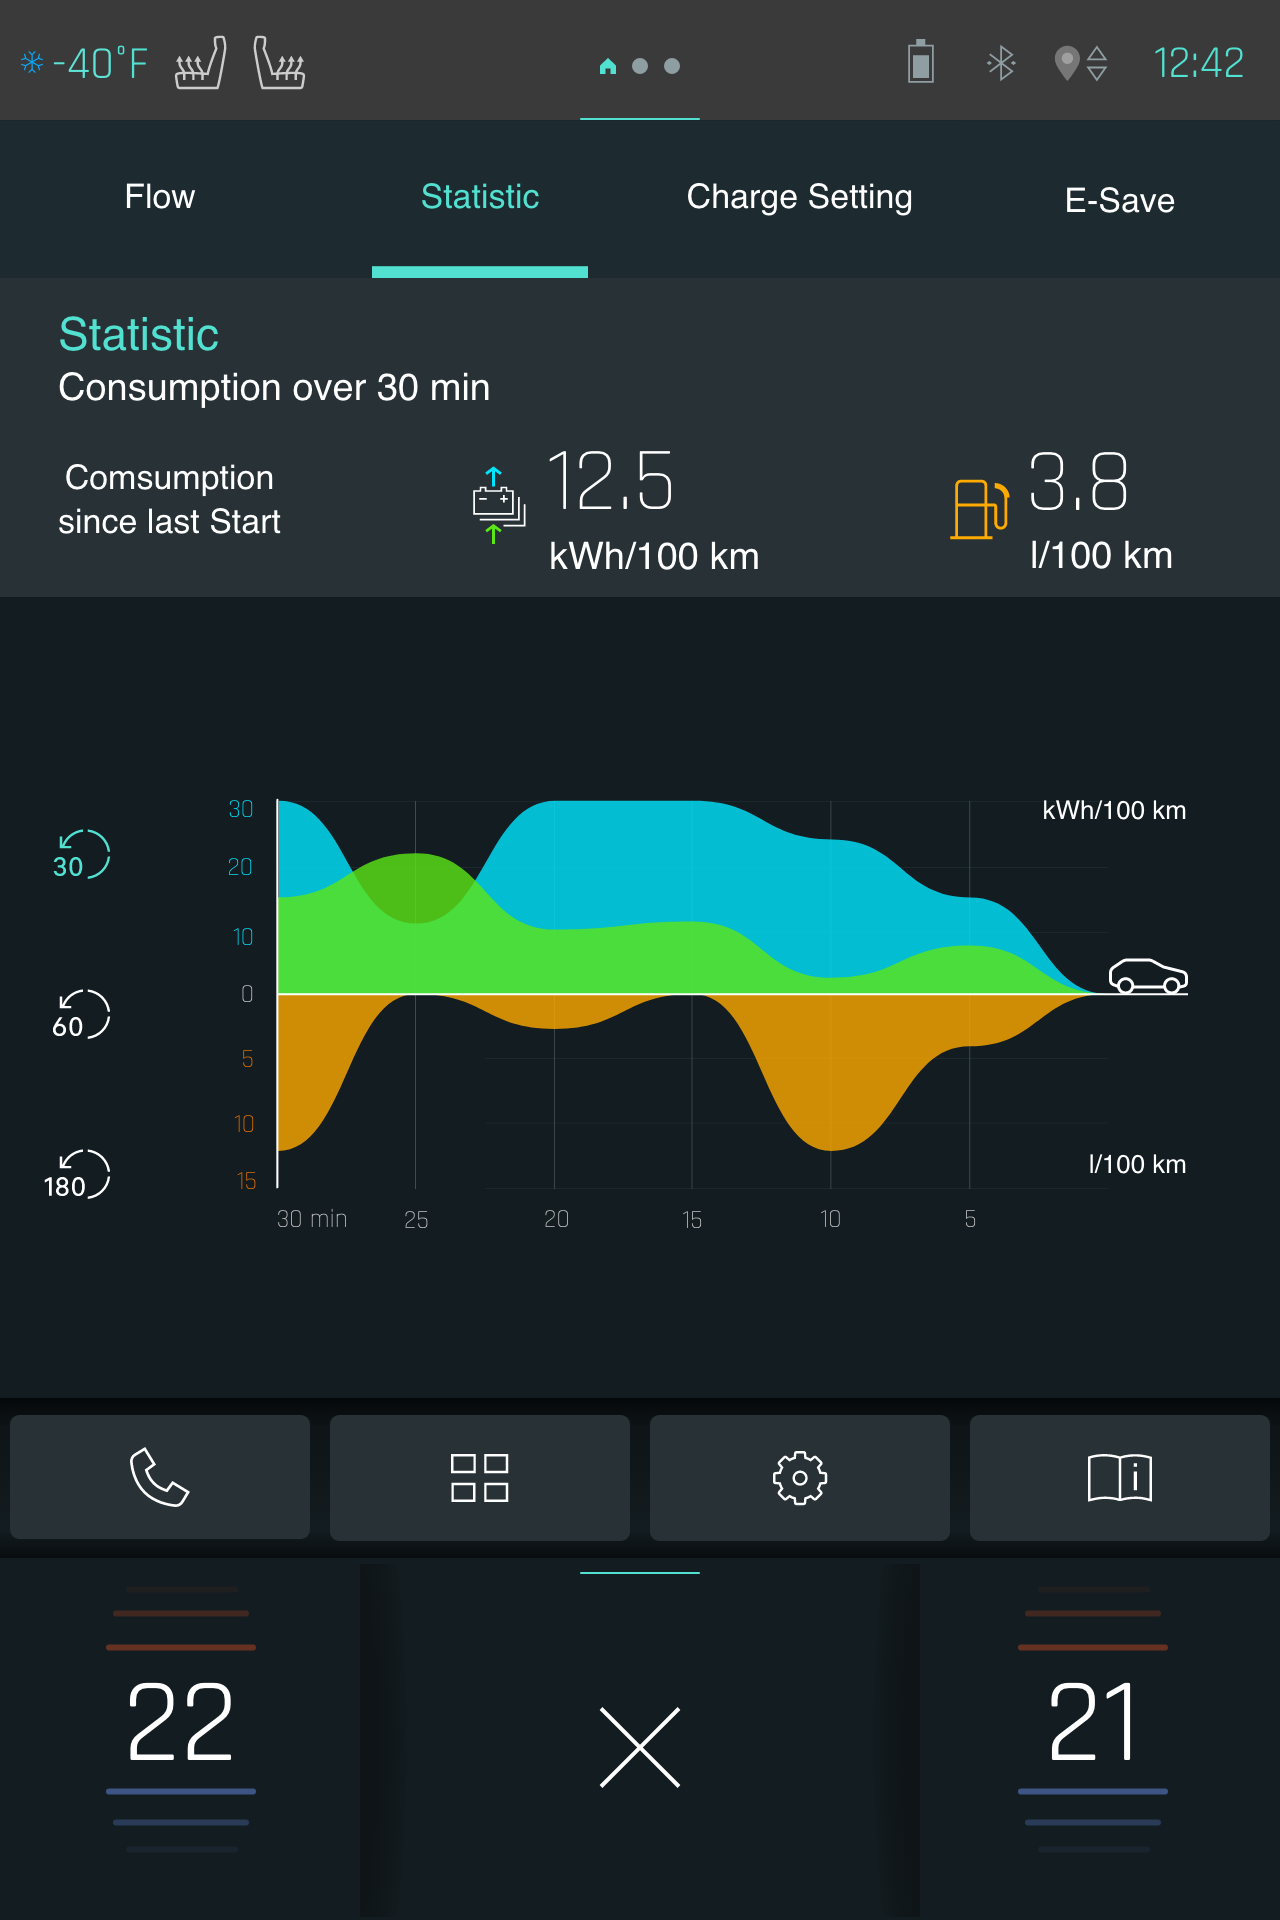 -40°F
12:42
Flow
Statistic
Charge Setting
E-Save
Statistic
Consumption over 30 min
Comsumption
since last Start
12.5
kWh/100 km
3.8
l/100 km
30
kWh/100 km
30
20
10
0
60
5
10
l/100 km
180
15
30 min
25
20
15
10
5
i
22
21